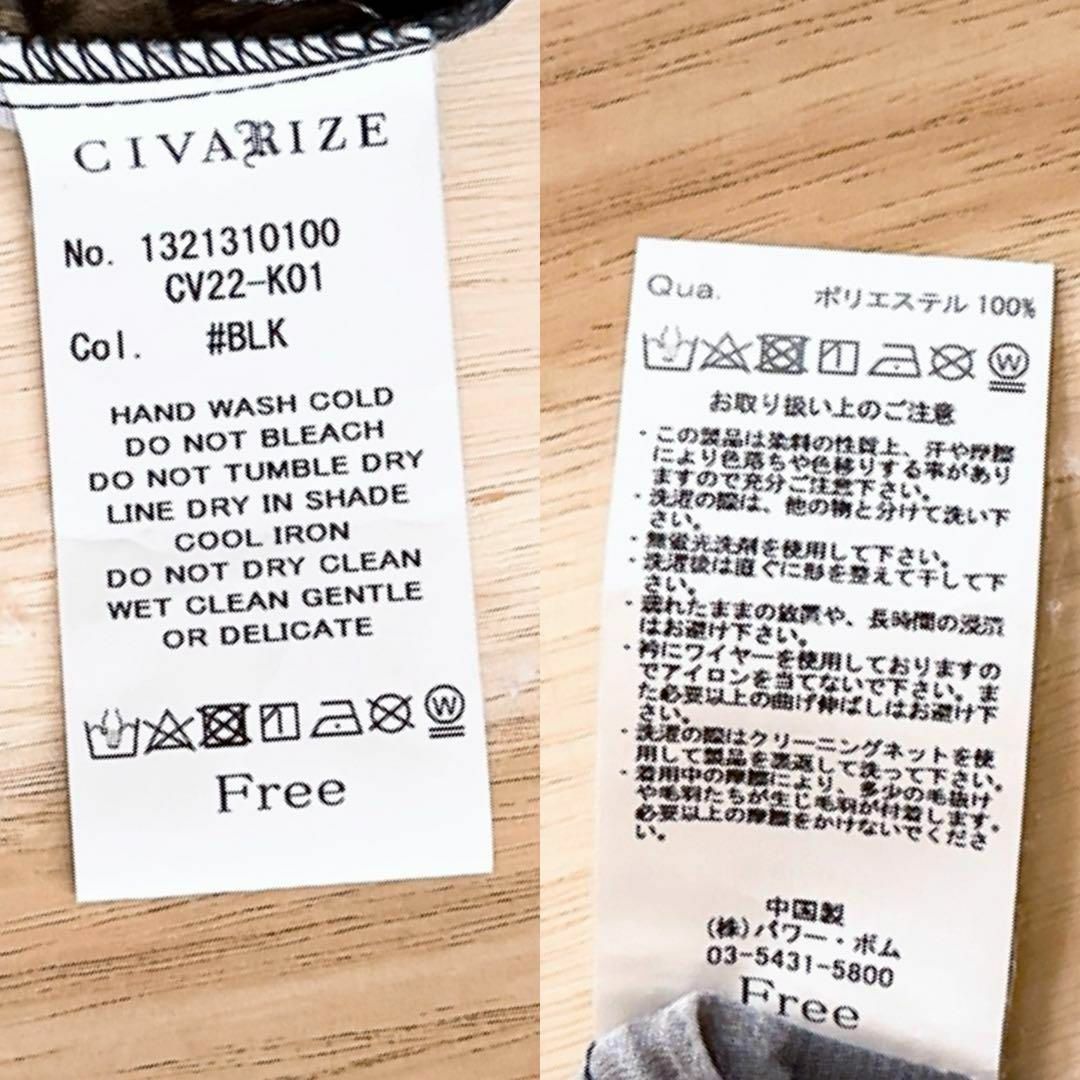 CIVARIZE
No. 1321310100
CV22-K01
Col. #BLK
HAND WASH COLD
DO NOT BLEACH
DO NOT TUMBLE DRY
LINE DRY IN SHADE
COOL IRON
DO NOT DRY CLEAN
WET CLEAN GENTLE
OR DELICATE
W
Free
Qua. ポリエステル 100%
W
お取り扱い上のご注意
・この製品は染料の性質上、汗や摩擦
により色落ちや色移りする事があり
ますので充分ご注意下さい。
・洗濯の際は、他の物と分けて洗い下
さい。
・無蛍光洗剤を使用して下さい。
・洗濯後は直ぐに形を整えて干して下
さい。
・濡れたままの放置や、長時間の浸漬
はお避け下さい。
・衿にワイヤーを使用しておりますの
でアイロンを当てないで下さい。ま
た必要以上の曲げ伸ばしはお避け下
さい。
・洗濯の際はクリーニングネットを使
用して製品を裏返して洗って下さい。
・着用中の摩擦により、多少の毛抜け
や毛羽たちが生じ毛羽が付着します。
必要以上の摩擦をかけないでくださ
い。
中国製
(株)パワー・ボム
03-5431-5800
Free